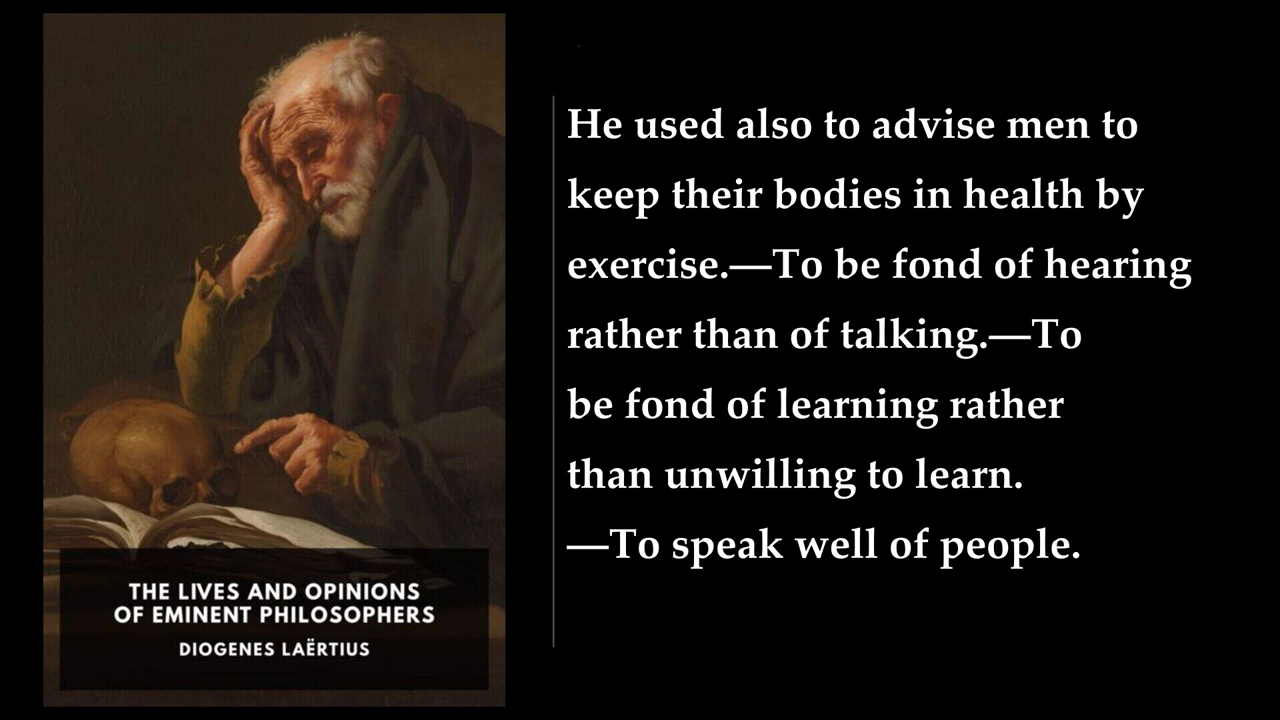 He used also to advise men to
keep their bodies in health by
exercise.—To be fond of hearing
rather than of talking.—To
be fond of learning rather
than unwilling to learn.
—To speak well of people.
THE LIVES AND OPINIONS
OF EMINENT PHILOSOPHERS
DIOGENES LAËRTIUS